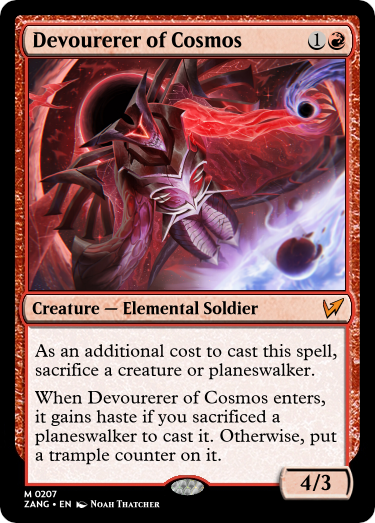 Devourerer of Cosmos 1
Creature — Elemental Soldier
As an additional cost to cast this spell,
sacrifice a creature or planeswalker.
When Devourerer of Cosmos enters,
it gains haste if you sacrificed a
planeswalker to cast it. Otherwise, put
a trample counter on it.
4/3
M 0207
ZANG • EN Noah Thatcher